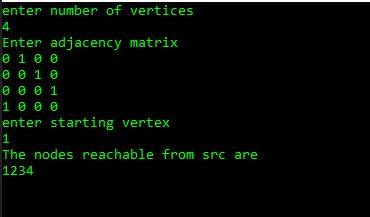 enter number of vertices
4
Enter adjacency matrix
0 1 0 0
0 0 1 0
0 0 0 1
1 0 0 0
enter starting vertex
1
The nodes reachable from src are
1234